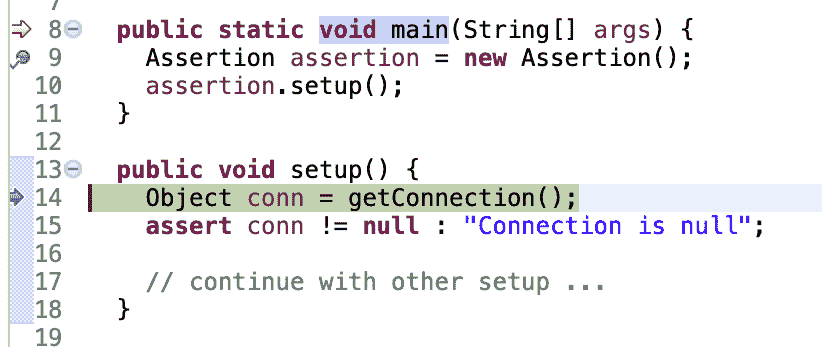 8 public static void main(String[] args) {
9 Assertion assertion = new Assertion();
10 assertion.setup();
11 }
12
13 public void setup() {
14 Object conn = getConnection();
15 assert conn != null : "Connection is null";
16
17 // continue with other setup ...
18 }
19